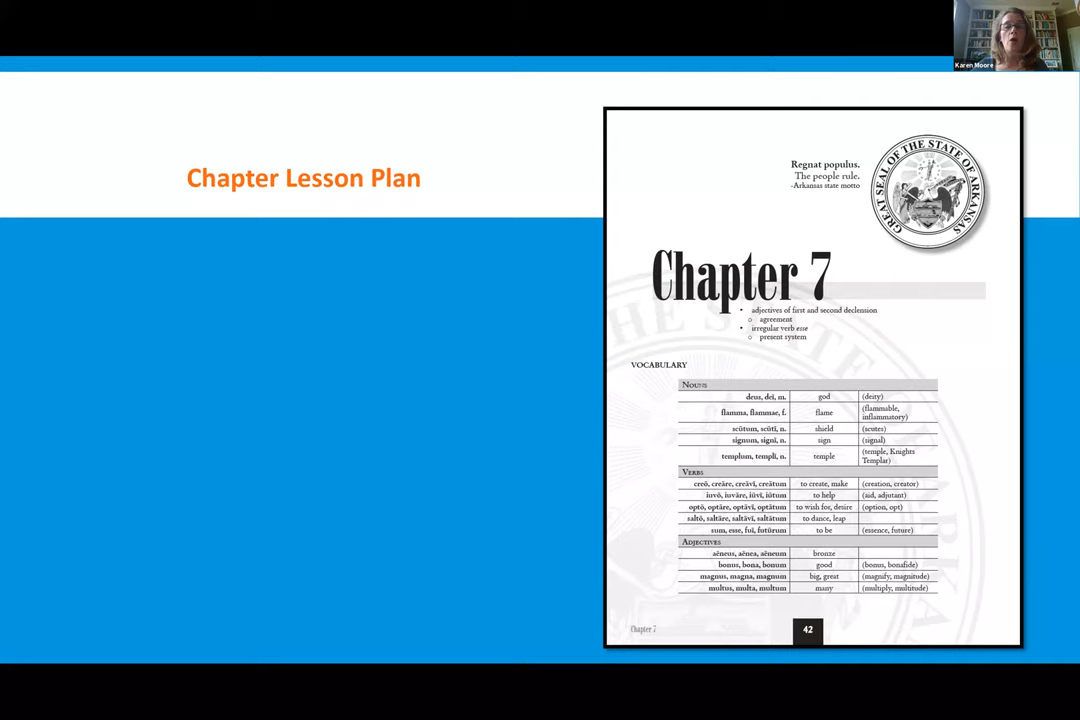 Karen Moore
Chapter Lesson Plan
Regnat populus.
The people rule.
-Arkansas state motto
GREAT SEAL OF THE STATE OF ARKANSAS
Chapter 7
• adjectives of first and second declension
o agreement
• irregular verb esse
o present system
VOCABULARY
NOUNS
deus, deī, m. god (deity)
flamma, flammae, f. flame (flammable, inflammatory)
scūtum, scūtī, n. shield (scutes)
signum, signī, n. sign (signal)
templum, templī, n. temple (temple, Knights Templar)
VERBS
creō, creāre, creāvī, creātum to create, make (creation, creator)
iuvō, iuvāre, iūvī, iūtum to help (aid, adjutant)
optō, optāre, optāvī, optātum to wish for, desire (option, opt)
saltō, saltāre, saltāvī, saltātum to dance, leap
sum, esse, fuī, futūrum to be (essence, future)
ADJECTIVES
aēneus, aēnea, aēneum bronze
bonus, bona, bonum good (bonus, bonafide)
magnus, magna, magnum big, great (magnify, magnitude)
multus, multa, multum many (multiply, multitude)
Chapter 7
42